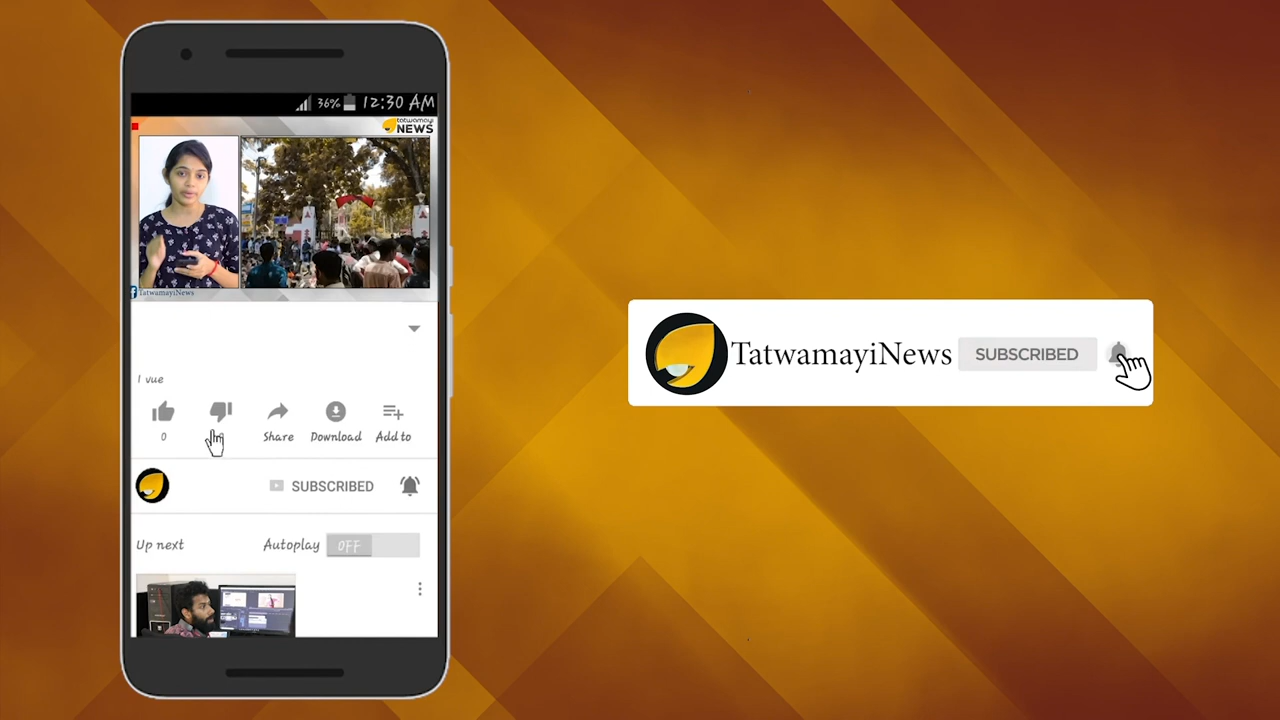 36% 12:30 AM
tatwamayi
NEWS
TatwamayiNews
1 vue
0
Share
Download
Add to
SUBSCRIBED
Up next
Autoplay
OFF
TatwamayiNews
SUBSCRIBED